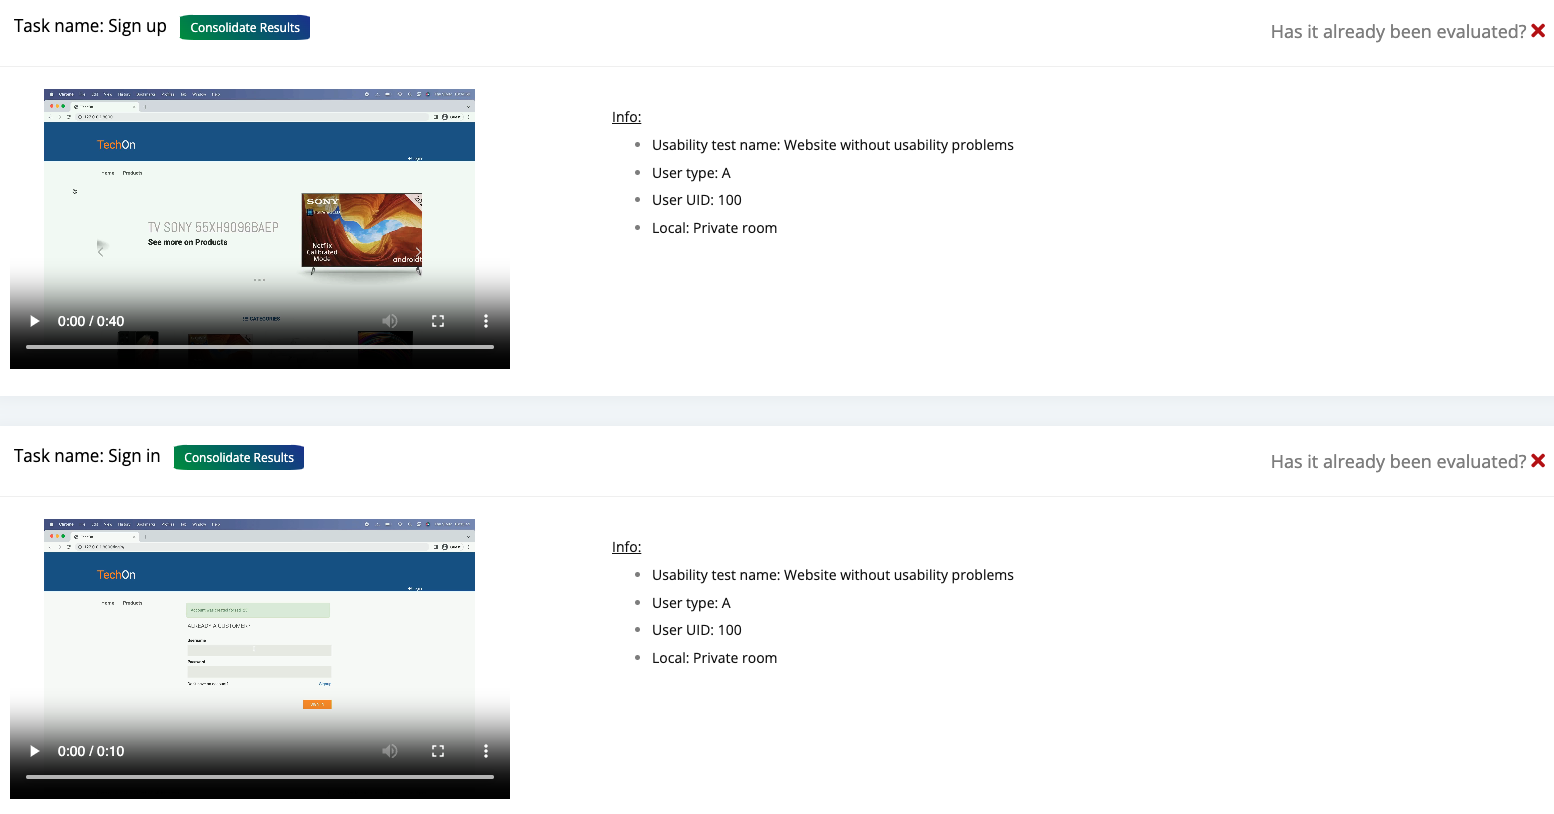 Task name: Sign up
Consolidate Results
Has it already been evaluated?
TechOn
Home Products
TV SONY 55XH9096BAEP
See more on Products
SONY
Netflix
Calibrated
Mode
CATEGORIES
0:00 / 0:40
Info:
Usability test name: Website without usability problems
User type: A
User UID: 100
Local: Private room
Task name: Sign in
Consolidate Results
Has it already been evaluated?
TechOn
Home Products
ALREADY A CUSTOMER?
Username
Password
0:00 / 0:10
Info:
Usability test name: Website without usability problems
User type: A
User UID: 100
Local: Private room